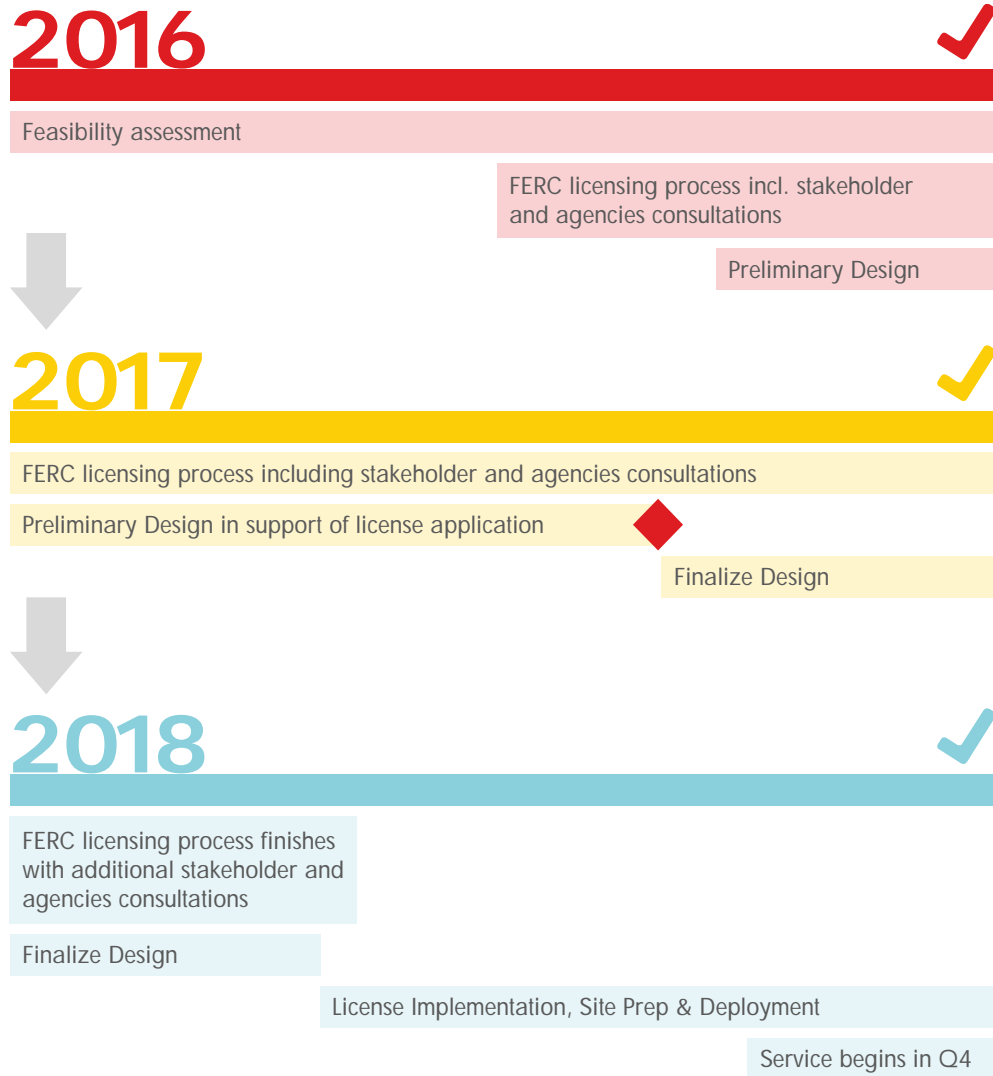 2016
Feasibility assessment
FERC licensing process incl. stakeholder
and agencies consultations
Preliminary Design
2017
FERC licensing process including stakeholder and agencies consultations
Preliminary Design in support of license application
Finalize Design
2018
FERC licensing process finishes
with additional stakeholder and
agencies consultations
Finalize Design
License Implementation, Site Prep & Deployment
Service begins in Q4